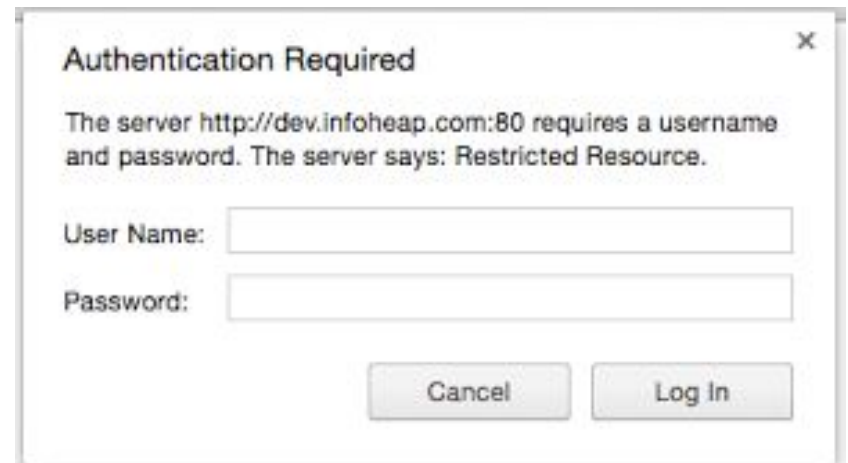 Authentication Required
The server http://dev.infoheap.com:80 requires a username
and password. The server says: Restricted Resource.
User Name:
Password:
Cancel Log In